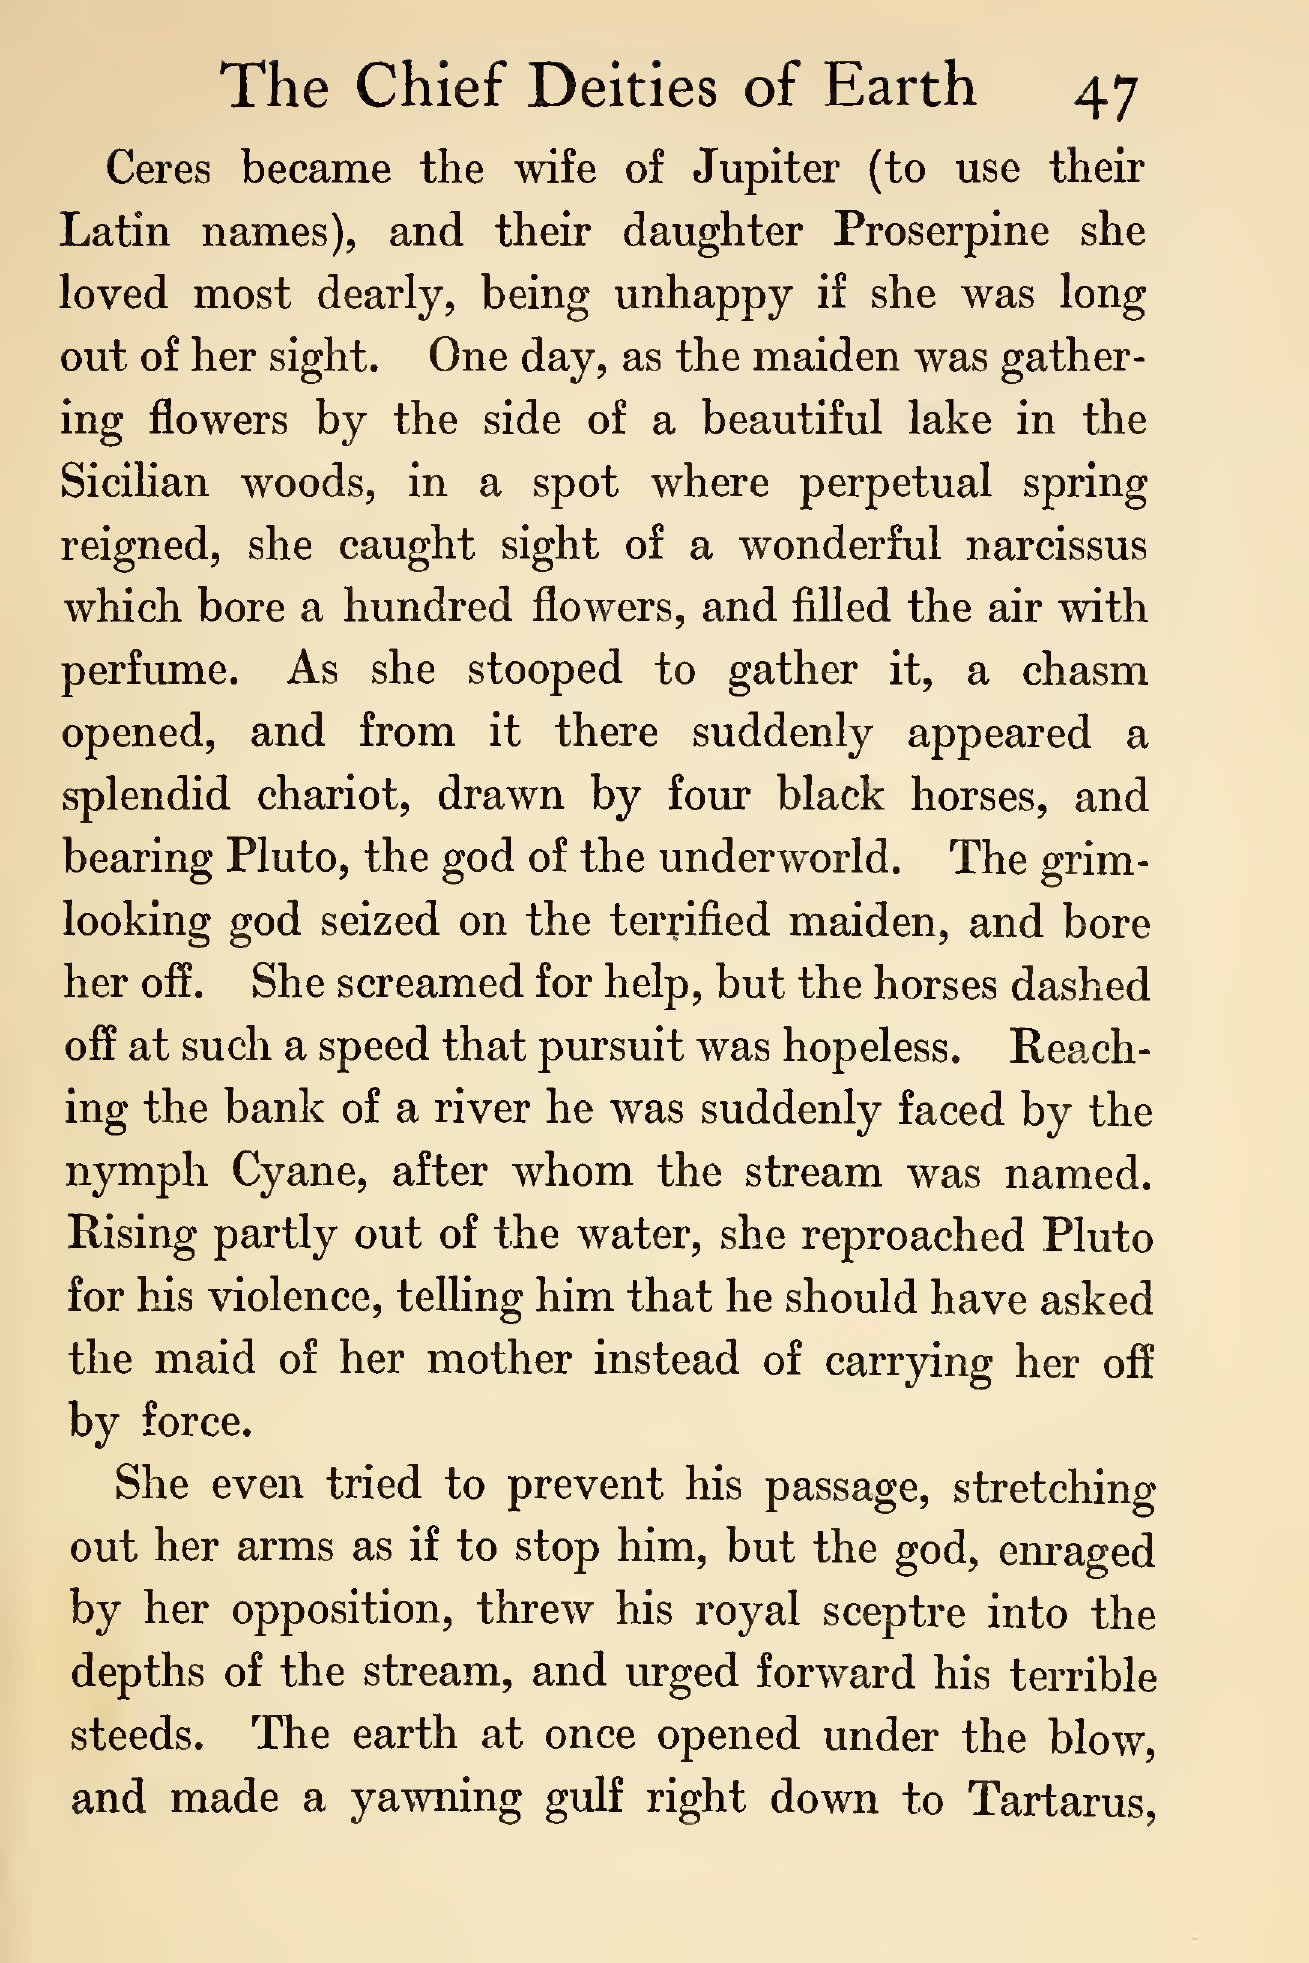 The Chief Deities of Earth 47
Ceres became the wife of Jupiter (to use their
Latin names), and their daughter Proserpine she
loved most dearly, being unhappy if she was long
out of her sight. One day, as the maiden was gather-
ing flowers by the side of a beautiful lake in the
Sicilian woods, in a spot where perpetual spring
reigned, she caught sight of a wonderful narcissus
which bore a hundred flowers, and filled the air with
perfume. As she stooped to gather it, a chasm
opened, and from it there suddenly appeared a
splendid chariot, drawn by four black horses, and
bearing Pluto, the god of the underworld. The grim-
looking god seized on the terrified maiden, and bore
her off. She screamed for help, but the horses dashed
off at such a speed that pursuit was hopeless. Reach-
ing the bank of a river he was suddenly faced by the
nymph Cyane, after whom the stream was named.
Rising partly out of the water, she reproached Pluto
for his violence, telling him that he should have asked
the maid of her mother instead of carrying her off
by force.
She even tried to prevent his passage, stretching
out her arms as if to stop him, but the god, enraged
by her opposition, threw his royal sceptre into the
depths of the stream, and urged forward his terrible
steeds. The earth at once opened under the blow,
and made a yawning gulf right down to Tartarus,